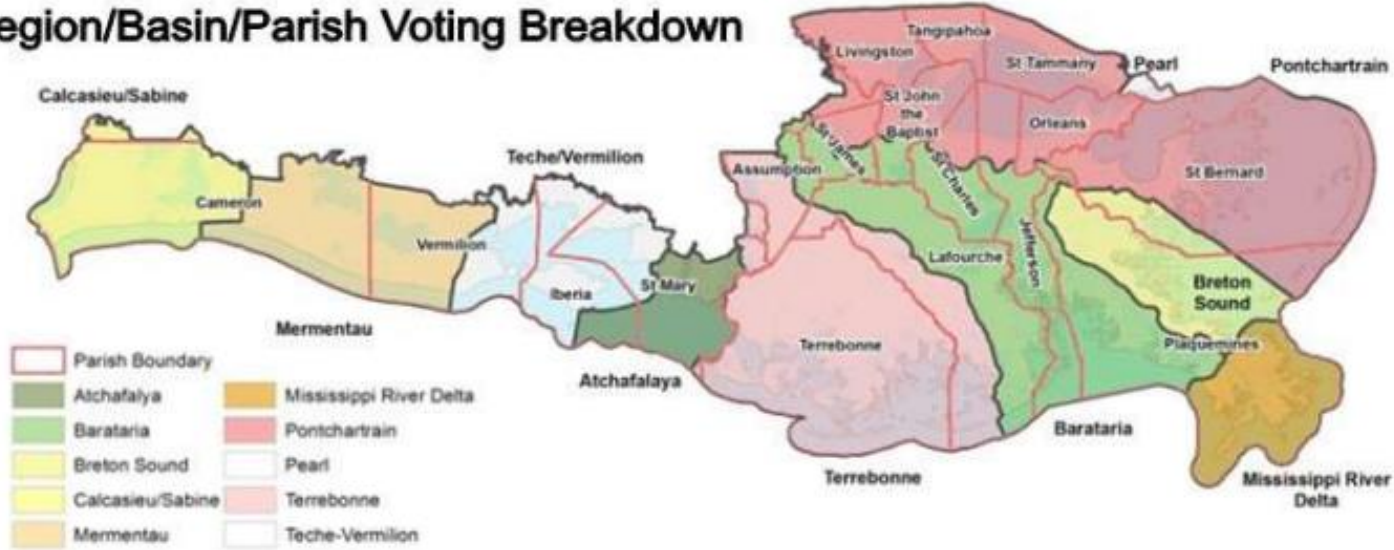 egion/Basin/Parish Voting Breakdown
Calcasieu/Sabine
Cameron
Mermentau
Vermilion
Teche/Vermilion
Iberia
St Mary
Atchafalaya
Assumption
Terrebonne
Terrebonne
Livingston
Tangipahoa
St Tammany
Pearl
Pontchartrain
St John
the
Baptist
Orleans
St James
St Charles
St Bernard
Lafourche
Jefferson
Breton
Sound
Plaquemines
Barataria
Mississippi River
Delta
Parish Boundary
Atchafalya
Barataria
Breton Sound
Calcasieu/Sabine
Mermentau
Mississippi River Delta
Pontchartrain
Pearl
Terrebonne
Teche-Vermilion